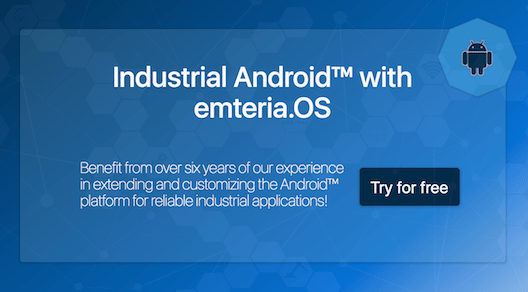 Industrial Android™ with
emteria.OS
Benefit from over six years of our experience
in extending and customizing the Android™
platform for reliable industrial applications!
Try for free